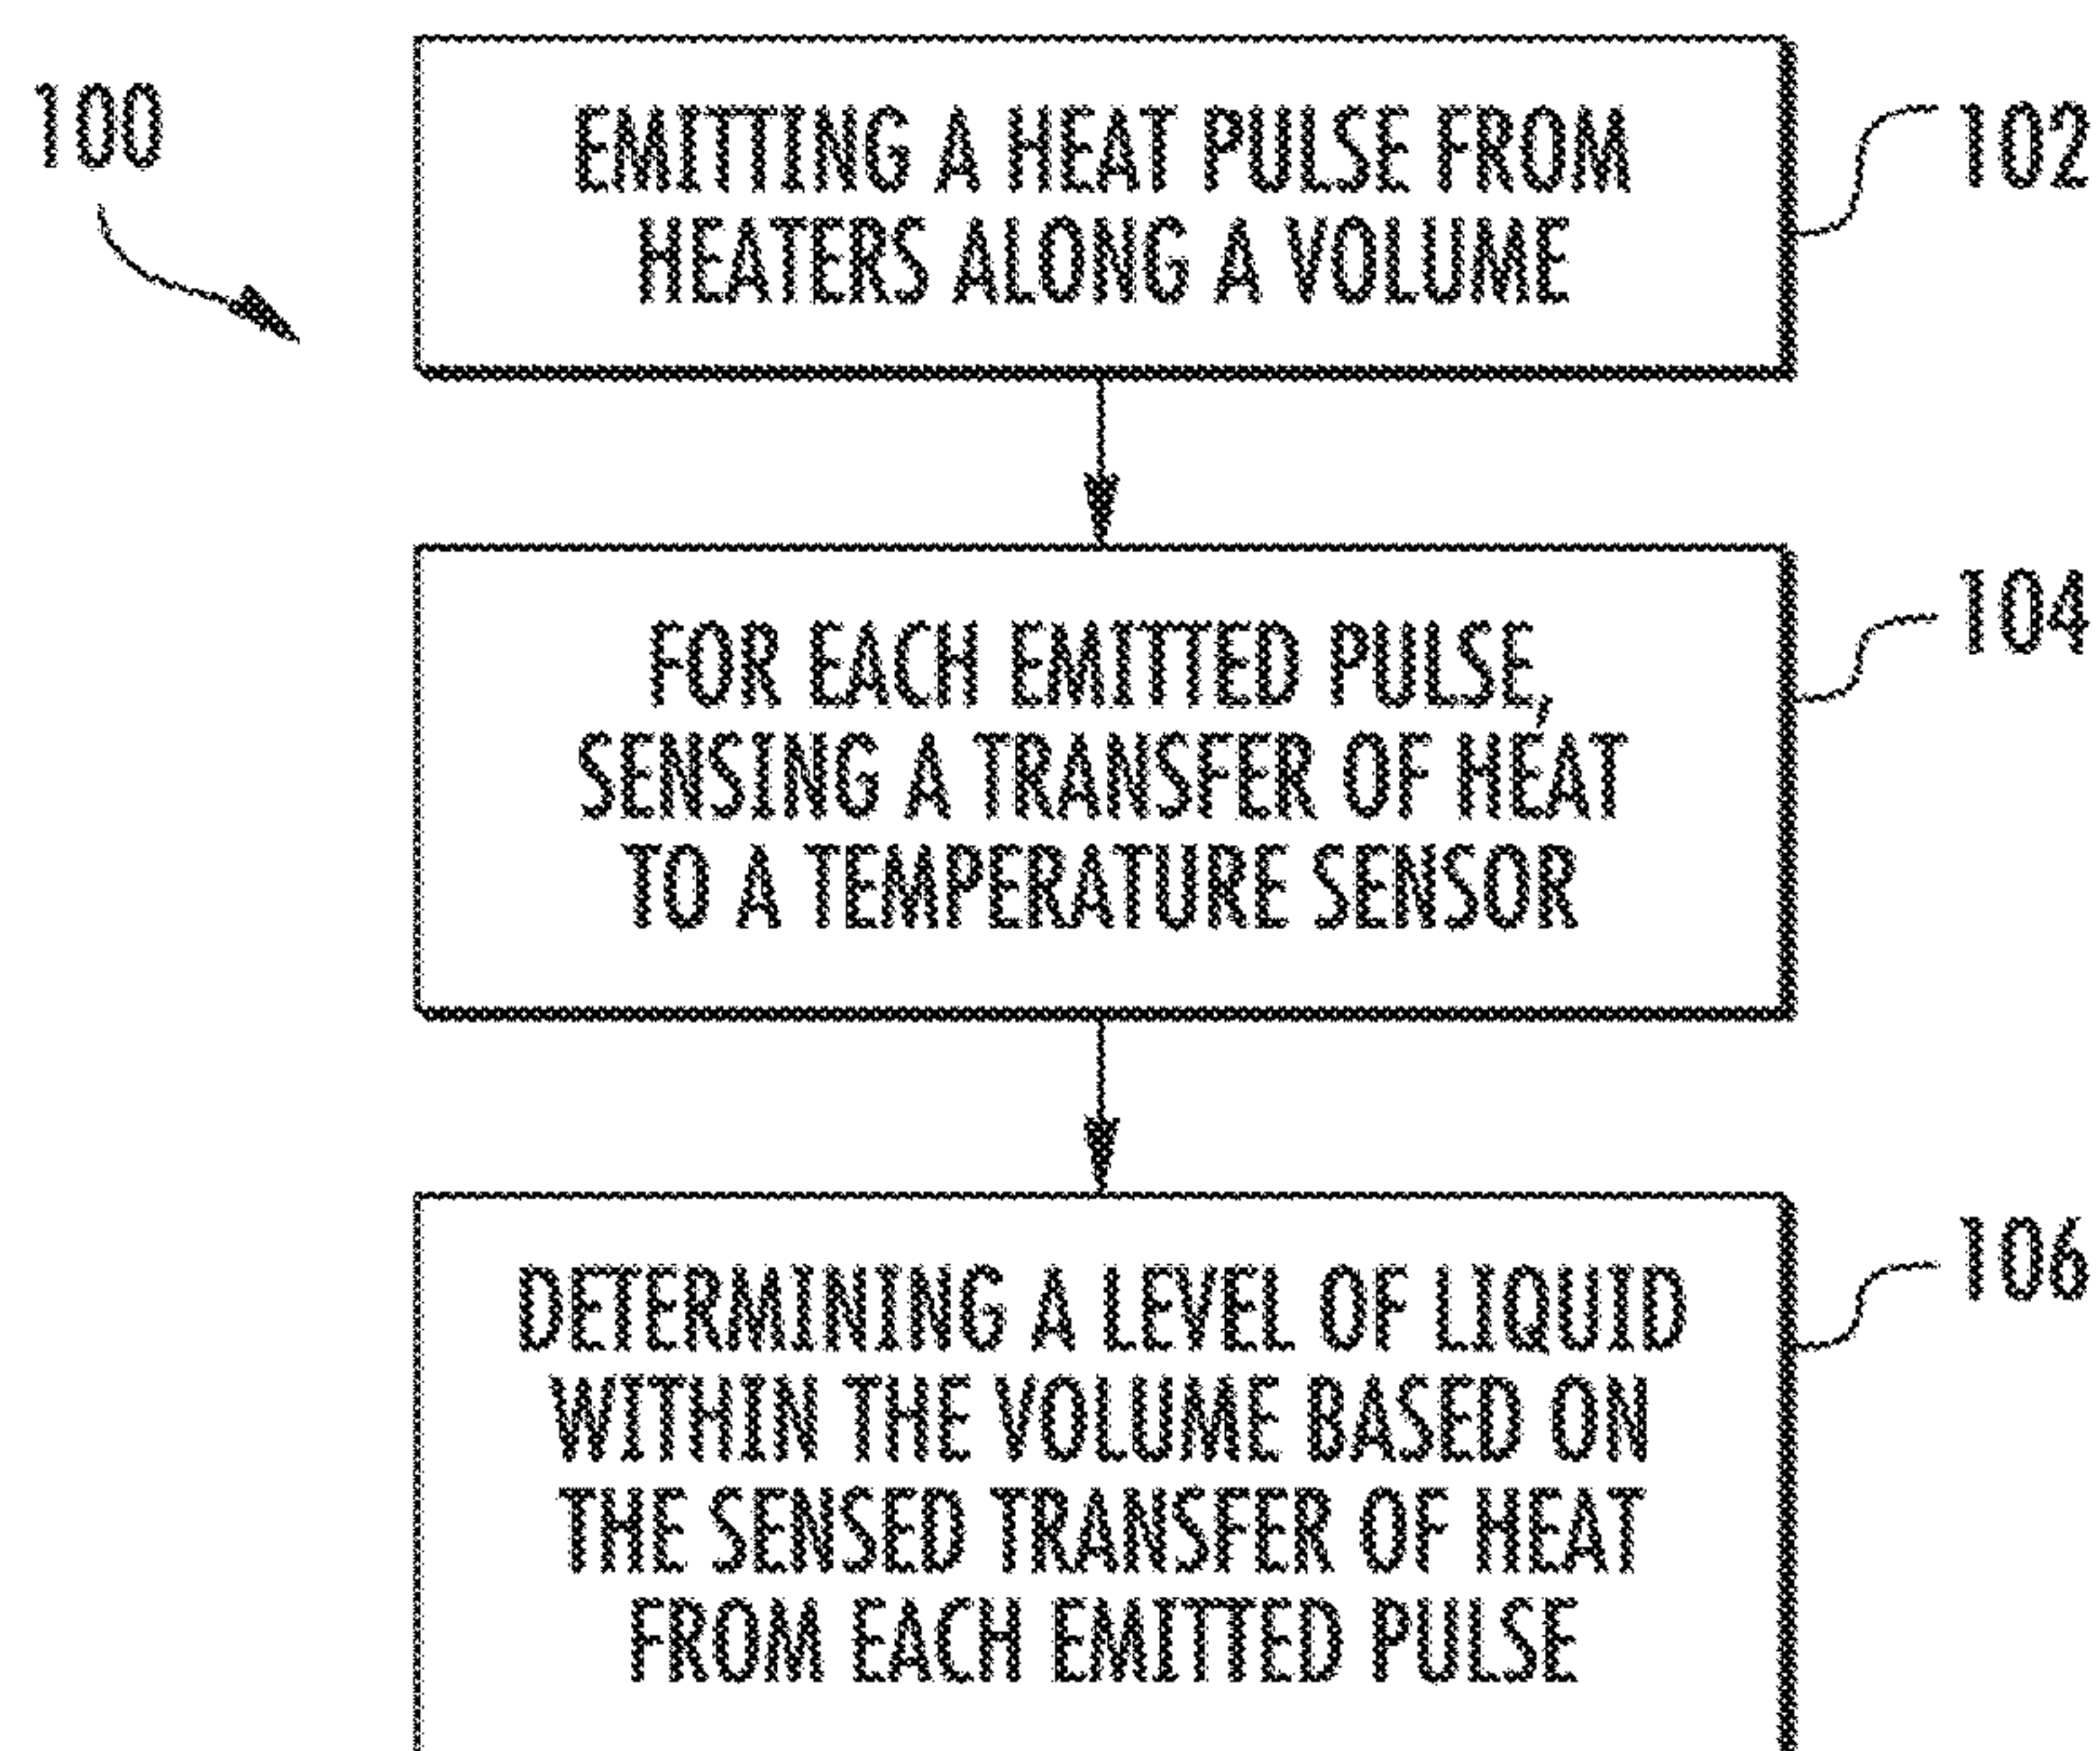 100
EMITTING A HEAT PULSE FROM
HEATERS ALONG A VOLUME
102
FOR EACH EMITTED PULSE,
SENSING A TRANSFER OF HEAT
TO A TEMPERATURE SENSOR
104
DETERMINING A LEVEL OF LIQUID
WITHIN THE VOLUME BASED ON
THE SENSED TRANSFER OF HEAT
FROM EACH EMITTED PULSE
106